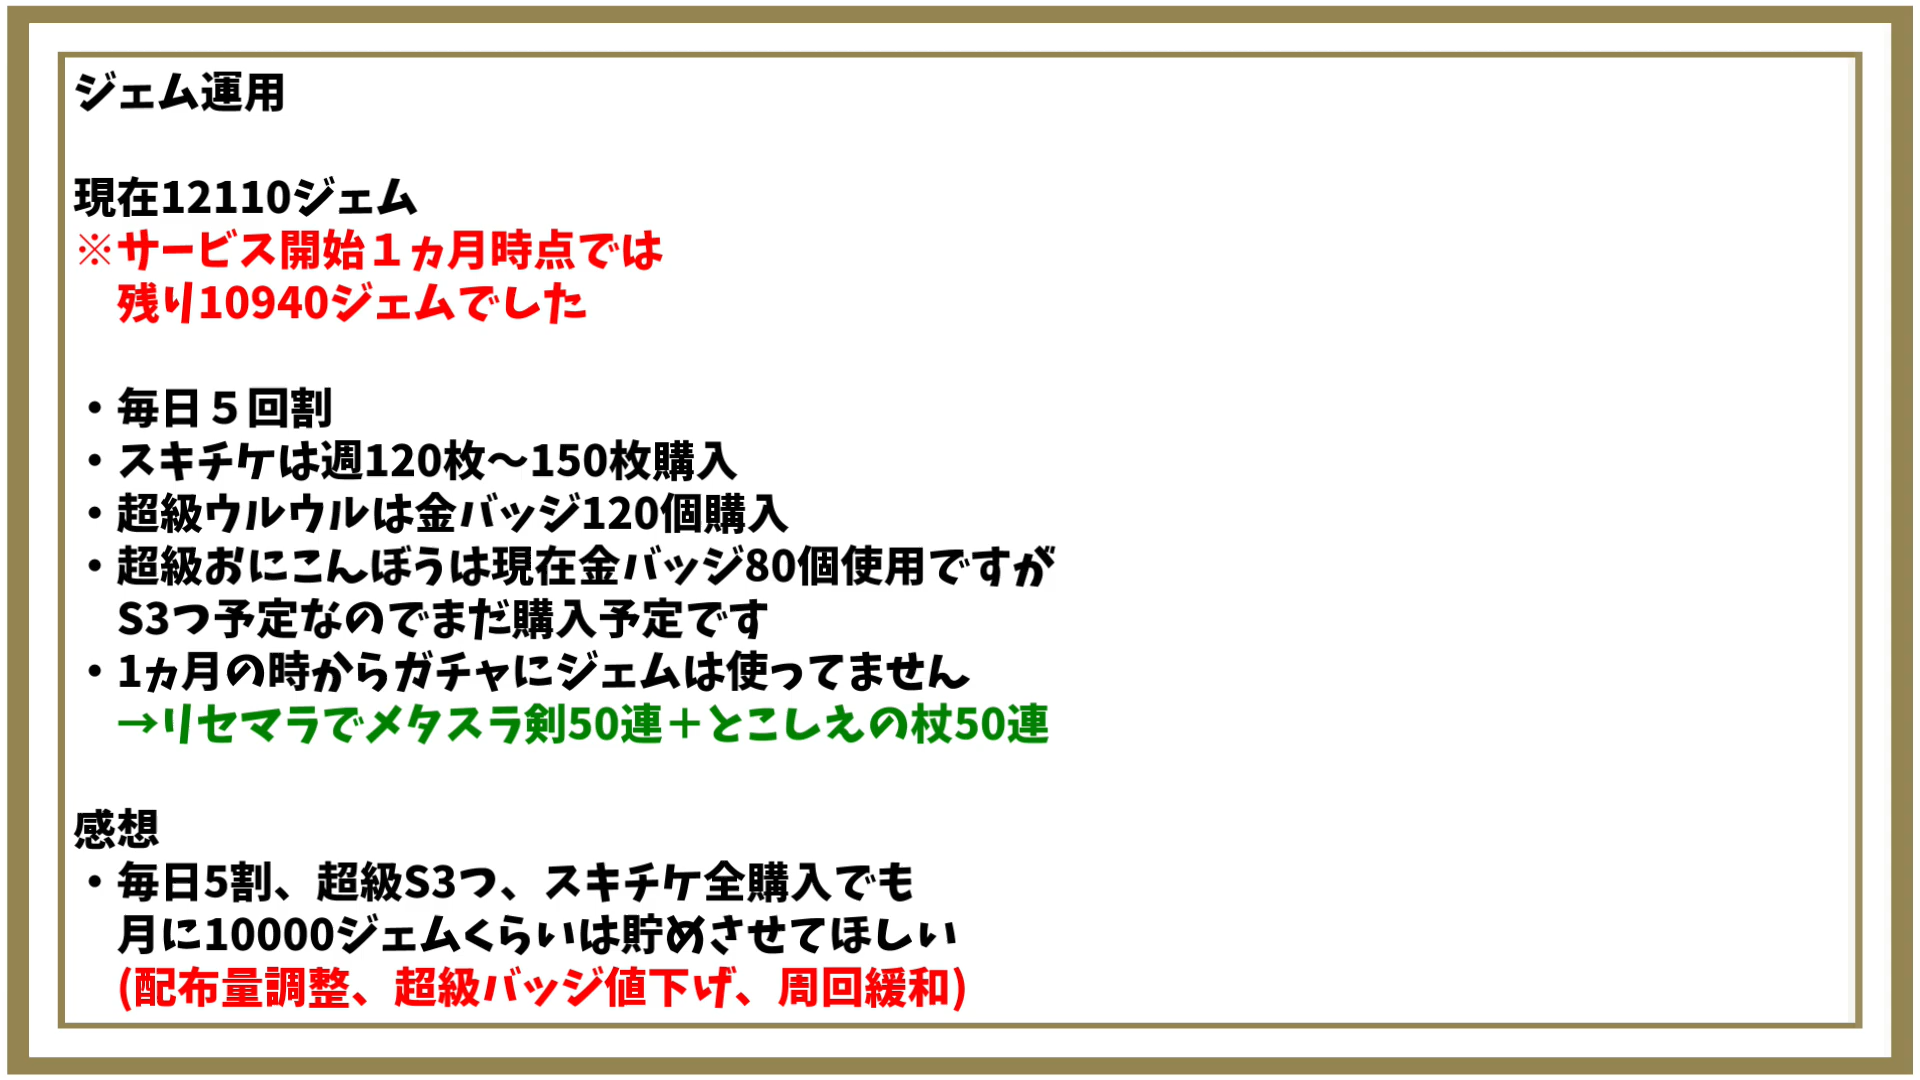 ジェム運用
現在12110ジェム
※サービス開始１ヵ月時点では
残り10940ジェムでした
・毎日５回割
・スキチケは週120枚～150枚購入
・超級ウルウルは金バッジ120個購入
・超級おにこんぼうは現在金バッジ80個使用ですが
S3つ予定なのでまだ購入予定です
・1ヵ月の時からガチャにジェムは使ってません
→リセマラでメタスラ剣50連＋とこしえの杖50連
感想
・毎日5割、超級S3つ、スキチケ全購入でも
月に10000ジェムくらいは貯めさせてほしい
(配布量調整、超級バッジ値下げ、周回緩和)